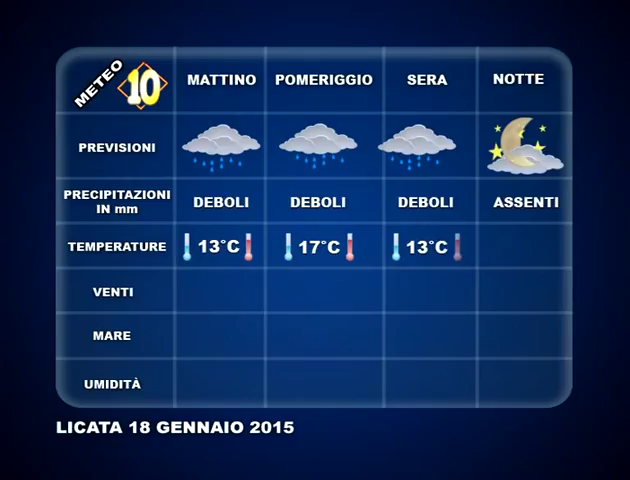 METEO 10 MATTINO POMERIGGIO SERA NOTTE
PREVISIONI
PRECIPITAZIONI
IN mm DEBOLI DEBOLI DEBOLI ASSENTI
TEMPERATURE 13°C 17°C 13°C
VENTI
MARE
UMIDITÀ
LICATA 18 GENNAIO 2015